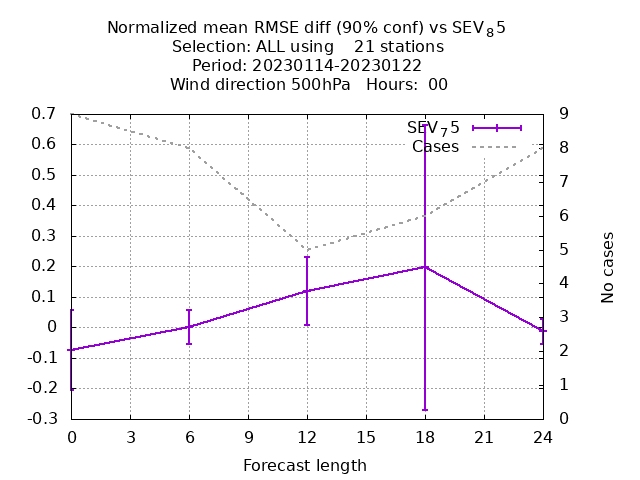 Normalized mean RMSE diff (90% conf) vs SEV₈5
Selection: ALL using    21 stations
Period: 20230114-20230122
Wind direction 500hPa   Hours:  00
SEV₇5
Cases
0.7
0.6
0.5
0.4
0.3
0.2
0.1
0
-0.1
-0.2
-0.3
9
8
7
6
5
4
3
2
1
0
No cases
0 3 6 9 12 15 18 21 24
Forecast length